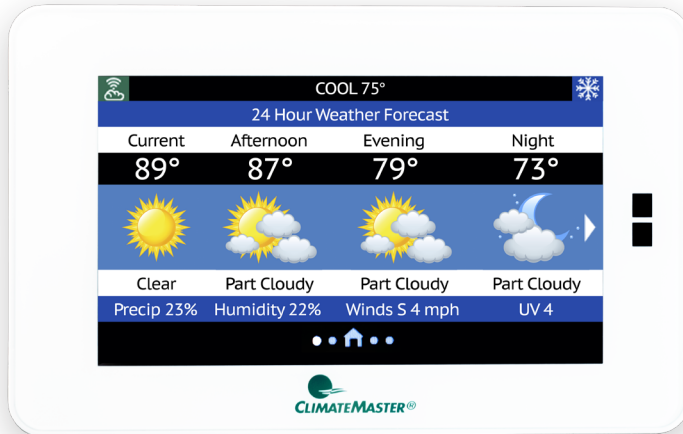 COOL 75°
24 Hour Weather Forecast
Current Afternoon Evening Night
89° 87° 79° 73°
Clear Part Cloudy Part Cloudy Part Cloudy
Precip 23% Humidity 22% Winds S 4 mph UV 4
CLIMATEMASTER®